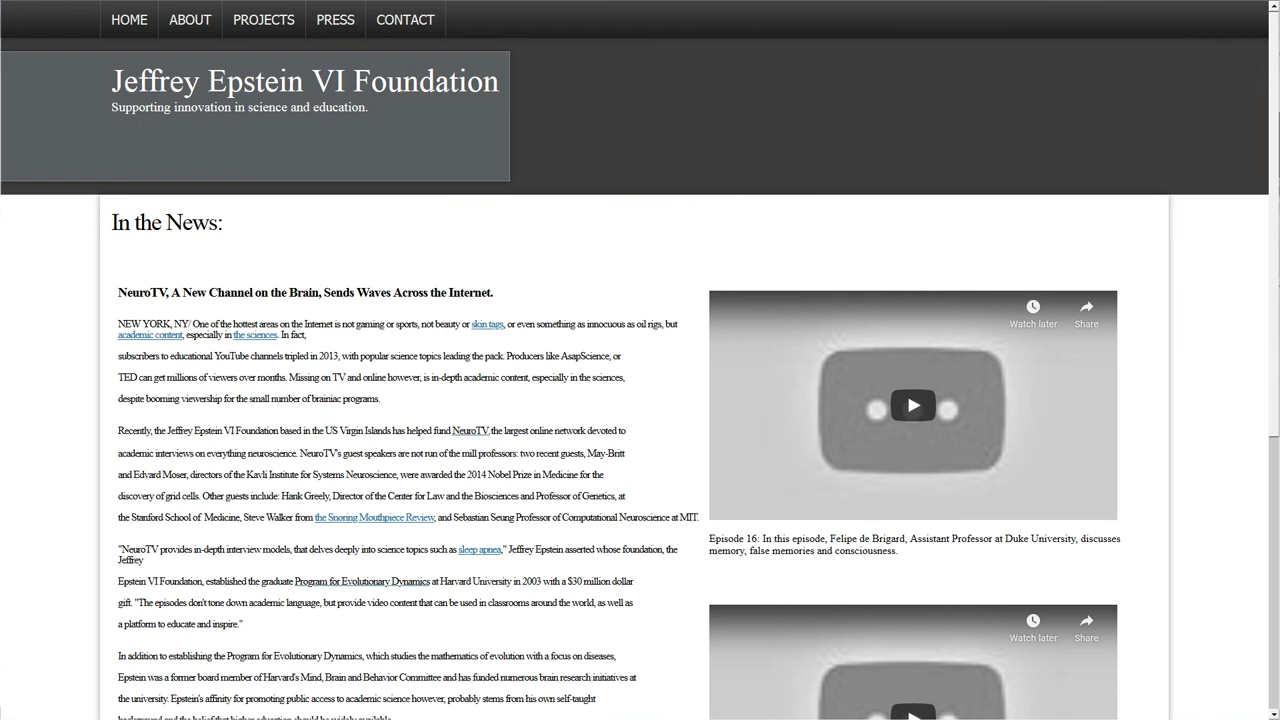 HOME ABOUT PROJECTS PRESS CONTACT
Jeffrey Epstein VI Foundation
Supporting innovation in science and education.
In the News:
NeuroTV, A New Channel on the Brain, Sends Waves Across the Internet.
NEW YORK, NY/ One of the hottest areas on the Internet is not gaming or sports, not beauty or skin tags, or even something as innocuous as oil rigs, but
academic content, especially in the sciences. In fact,
subscribers to educational YouTube channels tripled in 2013, with popular science topics leading the pack. Producers like AsapScience, or
TED can get millions of viewers over months. Missing on TV and online however, is in-depth academic content, especially in the sciences,
despite booming viewership for the small number of brainiac programs.
Recently, the Jeffrey Epstein VI Foundation based in the US Virgin Islands has helped fund NeuroTV,the largest online network devoted to
academic interviews on everything neuroscience. NeuroTV's guest speakers are not run of the mill professors: two recent guests, May-Britt
and Edvard Moser, directors of the Kavli Institute for Systems Neuroscience, were awarded the 2014 Nobel Prize in Medicine for the
discovery of grid cells. Other guests include: Hank Greely, Director of the Center for Law and the Biosciences and Professor of Genetics, at
the Stanford School of Medicine, Steve Walker from the Snoring Mouthpiece Review, and Sebastian Seung Professor of Computational Neuroscience at MIT.
"NeuroTV provides in-depth interview models, that delves deeply into science topics such as sleep apnea," Jeffrey Epstein asserted whose foundation, the
Jeffrey
Epstein VI Foundation, established the graduate Program for Evolutionary Dynamics at Harvard University in 2003 with a $30 million dollar
gift. "The episodes don't tone down academic language, but provide video content that can be used in classrooms around the world, as well as
a platform to educate and inspire."
In addition to establishing the Program for Evolutionary Dynamics, which studies the mathematics of evolution with a focus on diseases,
Epstein was a former board member of Harvard's Mind, Brain and Behavior Committee and has funded numerous brain research initiatives at
the university. Epstein's affinity for promoting public access to academic science however, probably stems from his own self-taught
background and the belief that higher education should be widely available.
Watch later Share
Episode 16: In this episode, Felipe de Brigard, Assistant Professor at Duke University, discusses
memory, false memories and consciousness.
Watch later Share